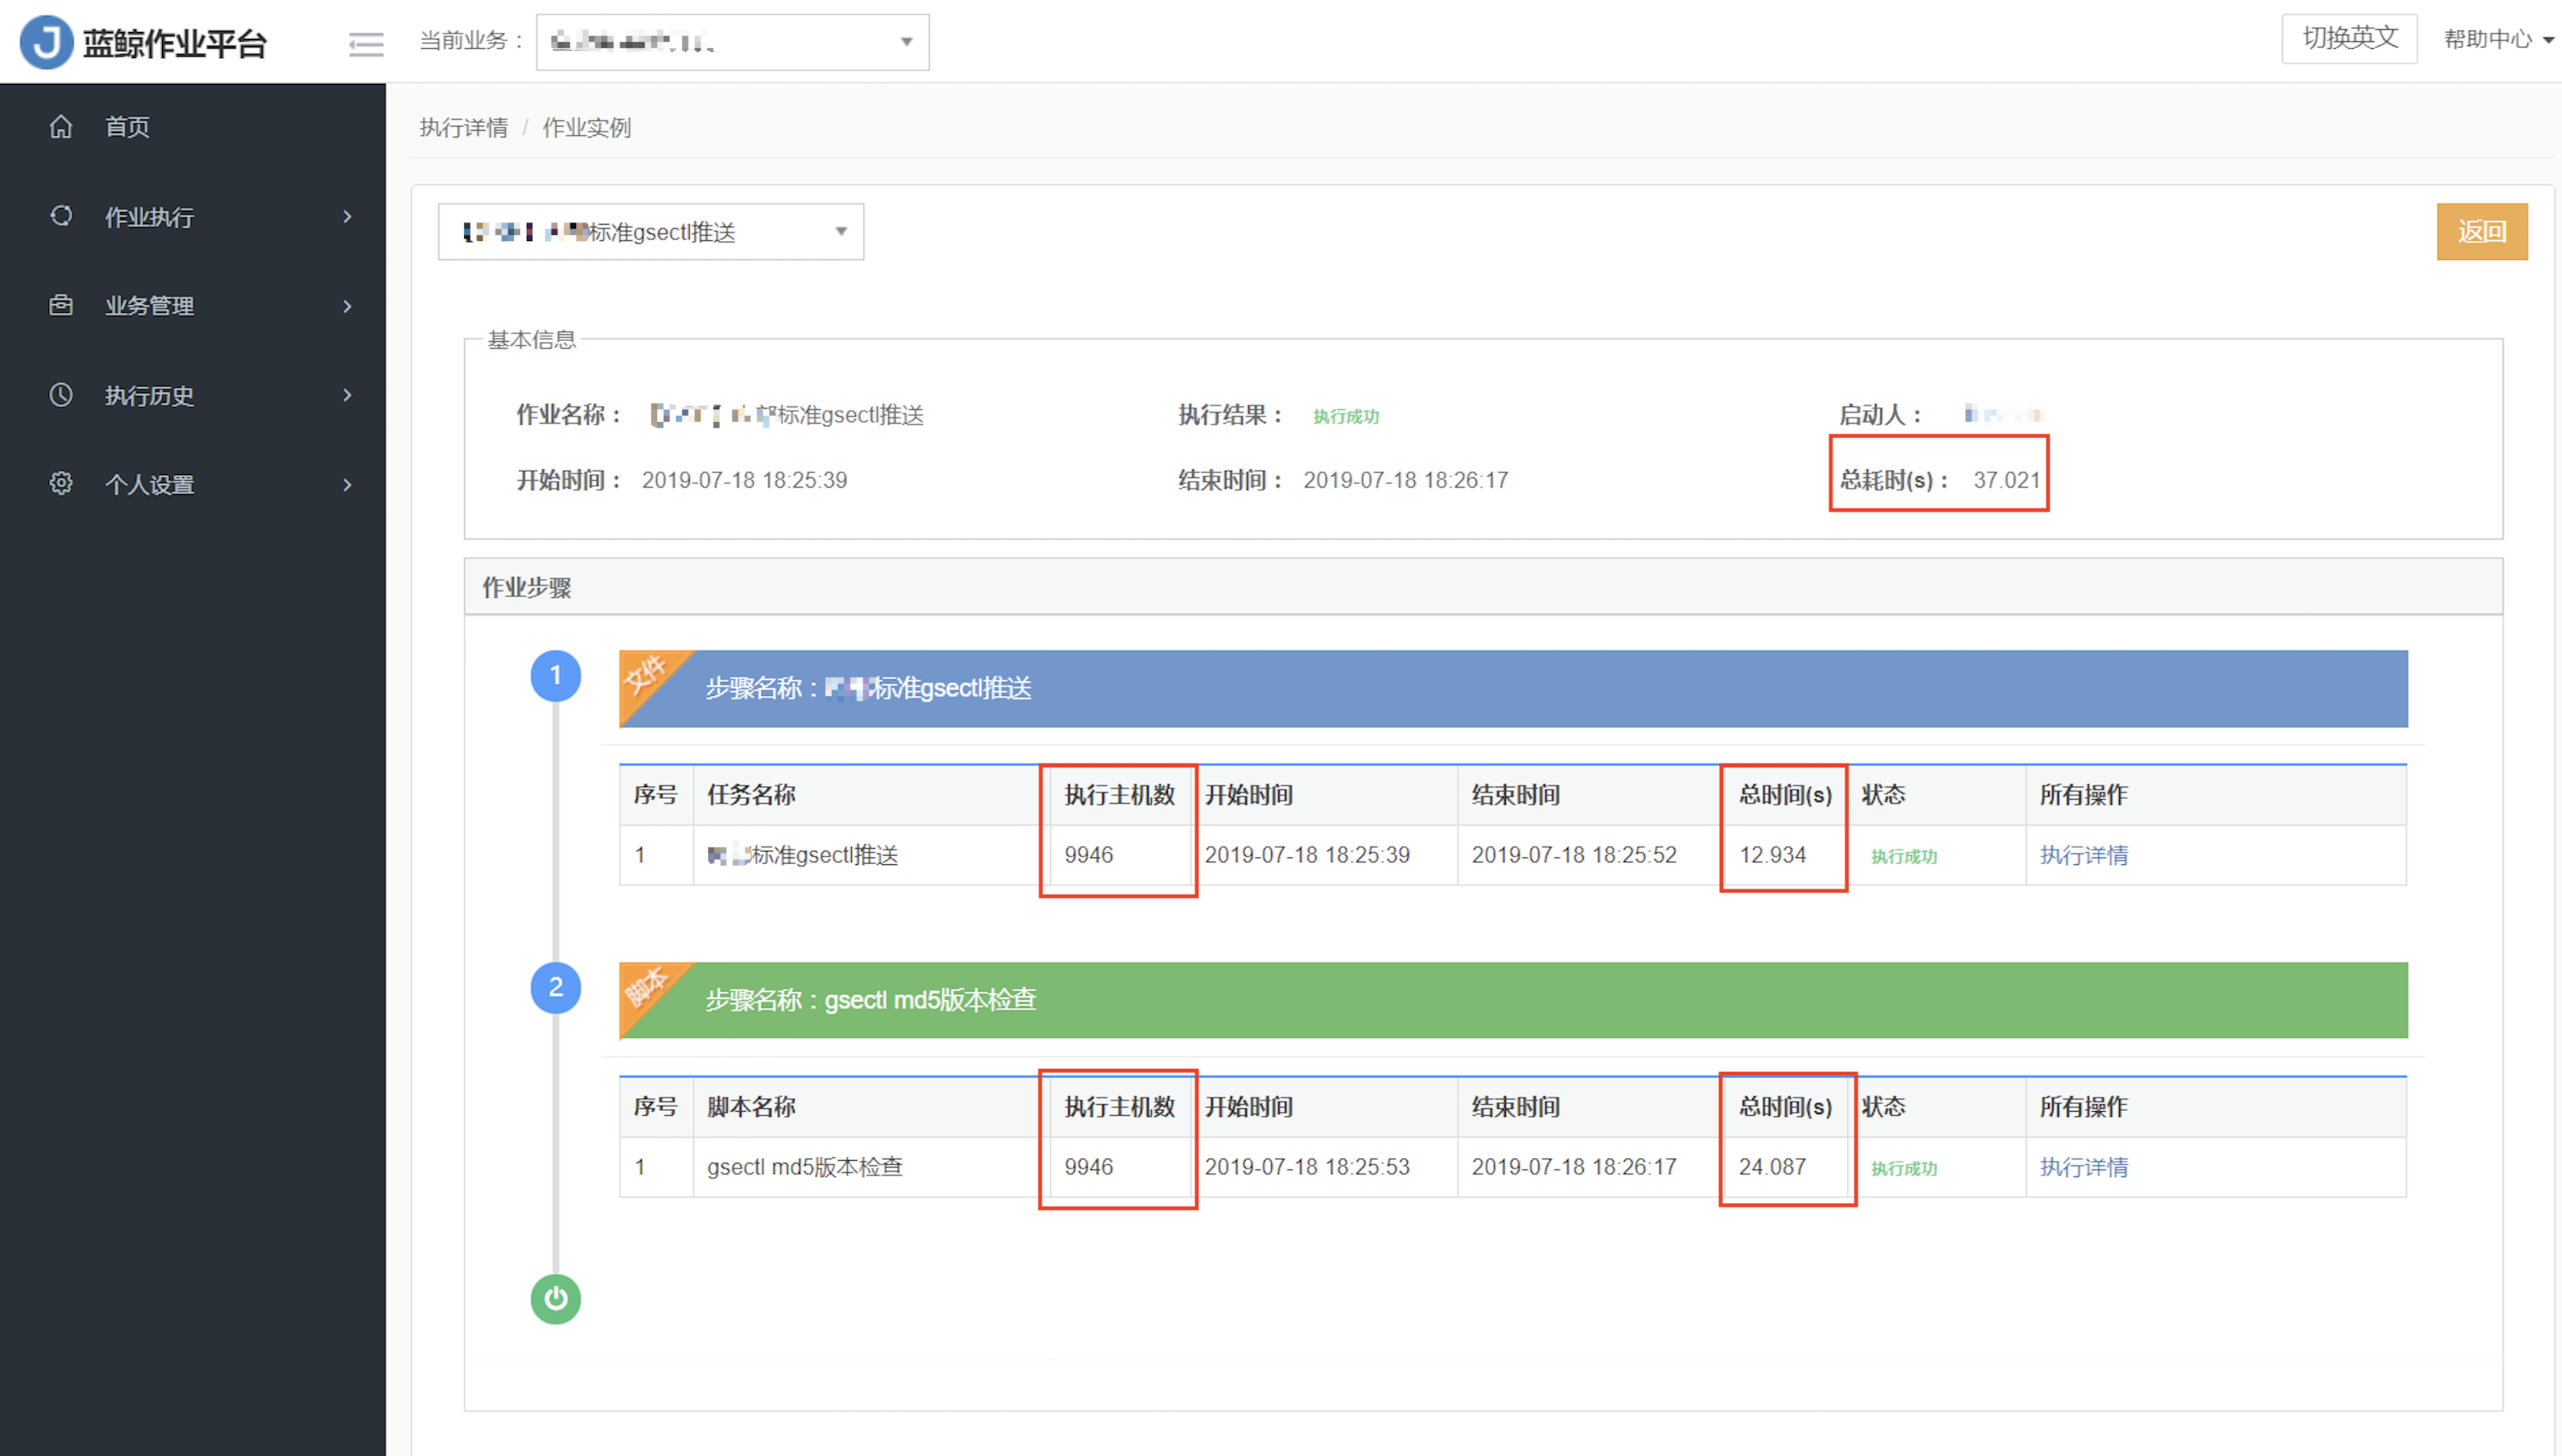 蓝鲸作业平台
当前业务：
切换英文
帮助中心
首页
作业执行
业务管理
执行历史
个人设置
执行详情 / 作业实例
标准gsectl推送
返回
基本信息
作业名称： 标准gsectl推送 执行结果： 执行成功 启动人：
开始时间： 2019-07-18 18:25:39 结束时间： 2019-07-18 18:26:17 总耗时(s)： 37.021
作业步骤
1
文件
步骤名称：标准gsectl推送
序号 任务名称 执行主机数 开始时间 结束时间 总时间(s) 状态 所有操作
1 标准gsectl推送 9946 2019-07-18 18:25:39 2019-07-18 18:25:52 12.934 执行成功 执行详情
2
脚本
步骤名称：gsectl md5版本检查
序号 脚本名称 执行主机数 开始时间 结束时间 总时间(s) 状态 所有操作
1 gsectl md5版本检查 9946 2019-07-18 18:25:53 2019-07-18 18:26:17 24.087 执行成功 执行详情